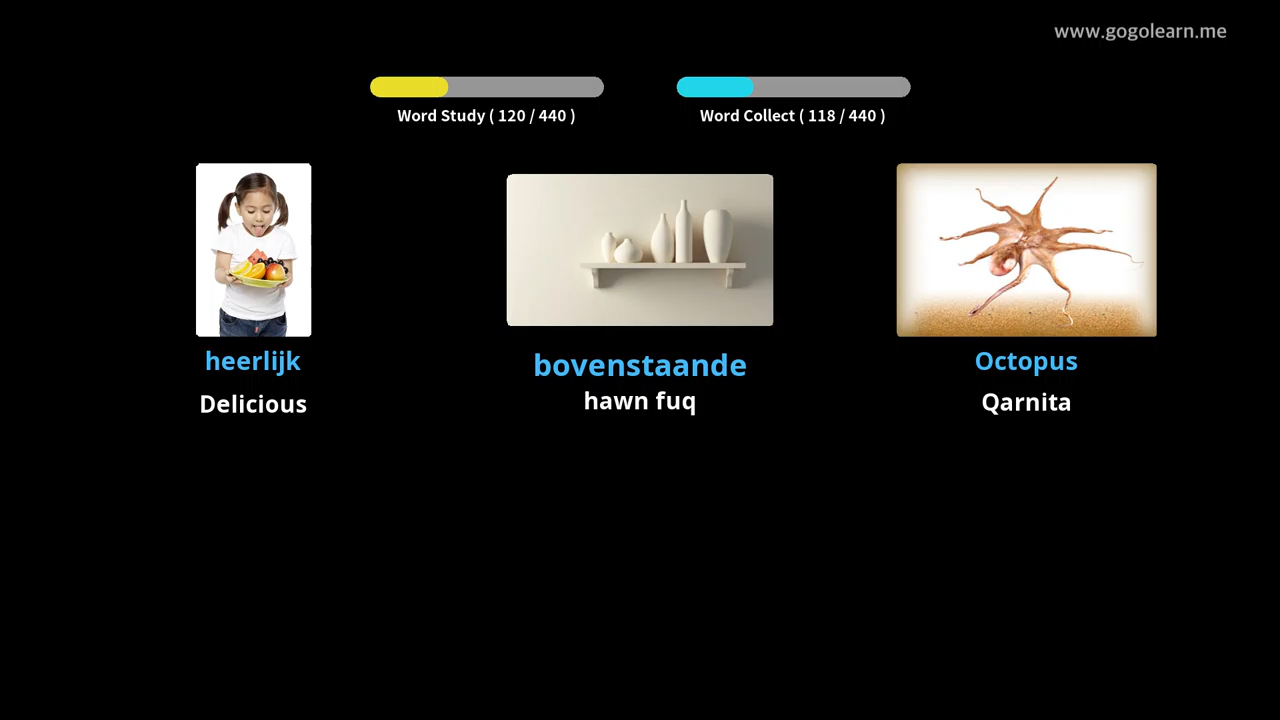 www.gogolearn.me
Word Study ( 120 / 440 )
Word Collect ( 118 / 440 )
heerlijk
Delicious
bovenstaande
hawn fuq
Octopus
Qarnita